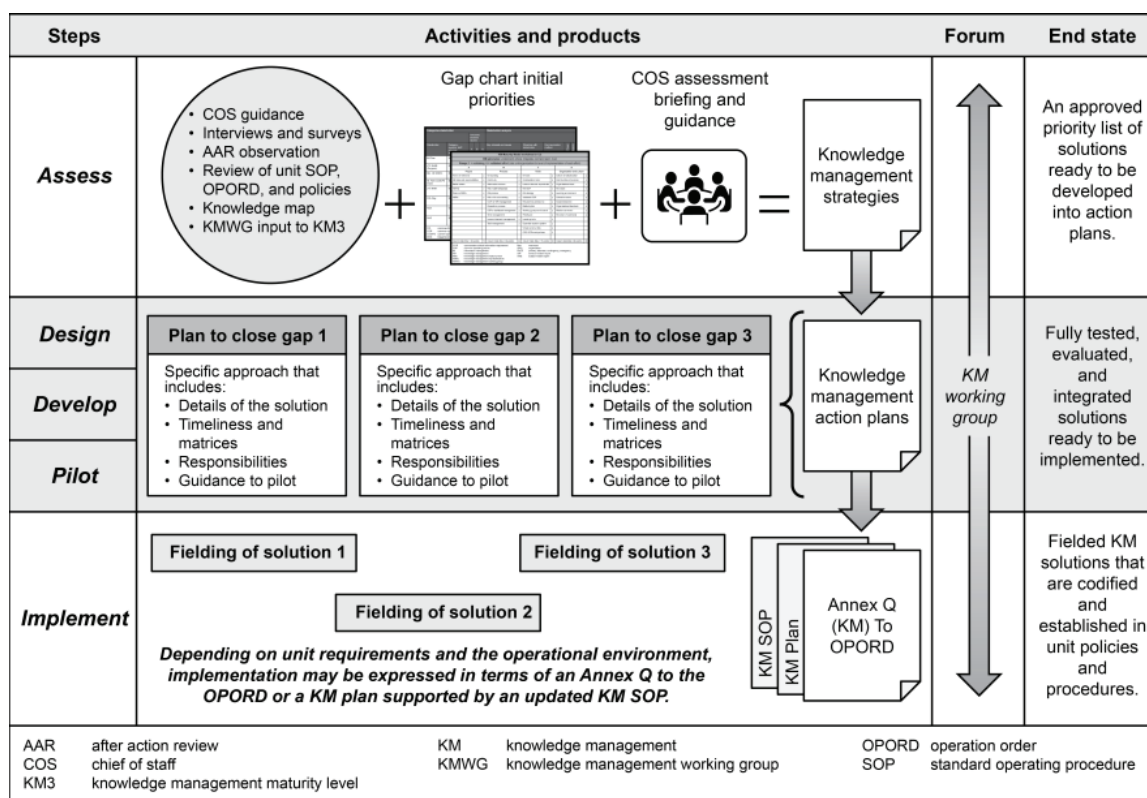 Steps
Activities and products
Forum
End state
Assess
• COS guidance
• Interviews and surveys
• AAR observation
• Review of unit SOP,
OPORD, and policies
• Knowledge map
• KMWG input to KM3
+
Gap chart initial
priorities
+
COS assessment
briefing and
guidance
=
Knowledge
management
strategies
An approved
priority list of
solutions
ready to be
developed
into action
plans.
Design
Develop
Pilot
Plan to close gap 1
Specific approach that
includes:
• Details of the solution
• Timeliness and
matrices
• Responsibilities
• Guidance to pilot
Plan to close gap 2
Specific approach that
includes:
• Details of the solution
• Timeliness and
matrices
• Responsibilities
• Guidance to pilot
Plan to close gap 3
Specific approach that
includes:
• Details of the solution
• Timeliness and
matrices
• Responsibilities
• Guidance to pilot
Knowledge
management
action plans
KM
working
group
Fully tested,
evaluated,
and
integrated
solutions
ready to be
implemented.
Implement
Fielding of solution 1
Fielding of solution 2
Fielding of solution 3
Depending on unit requirements and the operational environment,
implementation may be expressed in terms of an Annex Q to the
OPORD or a KM plan supported by an updated KM SOP.
KM SOP
KM Plan
Annex Q
(KM) To
OPORD
Fielded KM
solutions that
are codified
and
established in
unit policies
and
procedures.
AAR after action review
COS chief of staff
KM3 knowledge management maturity level
KM knowledge management
KMWG knowledge management working group
OPORD operation order
SOP standard operating procedure